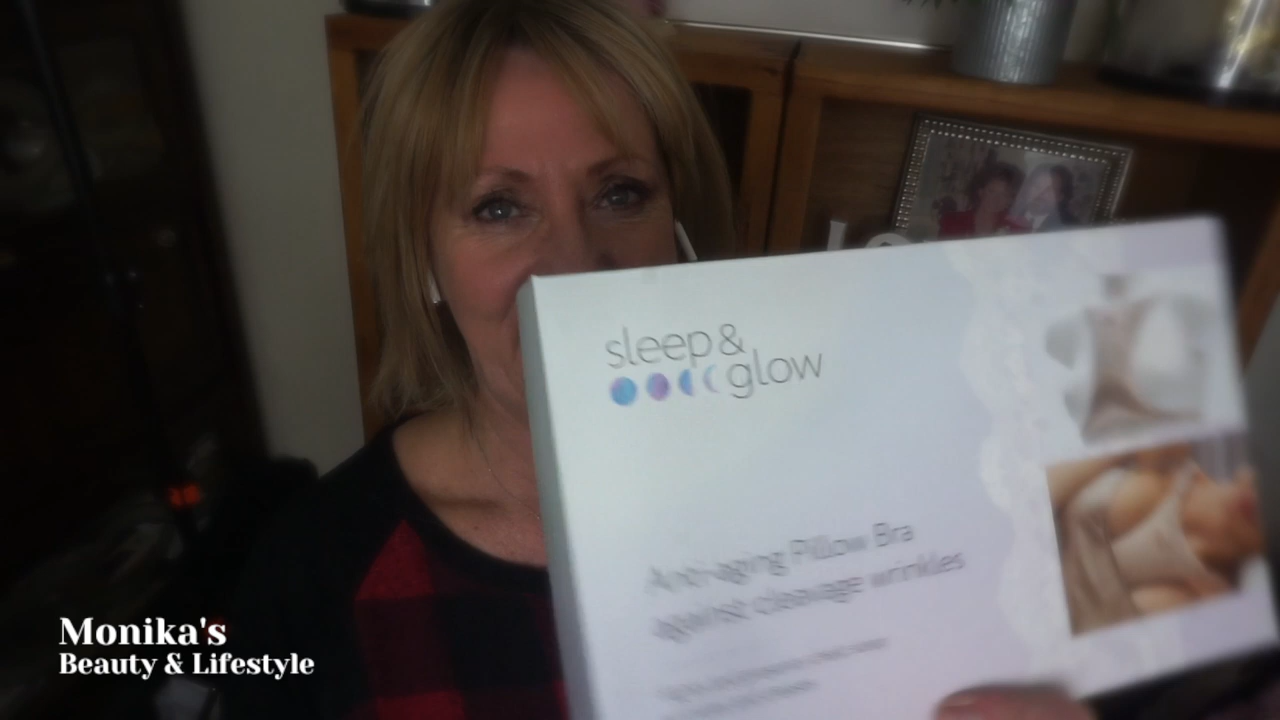 sleep &
glow
Anti-aging Pillow Bra
against cleavage wrinkles
Monika's
Beauty & Lifestyle